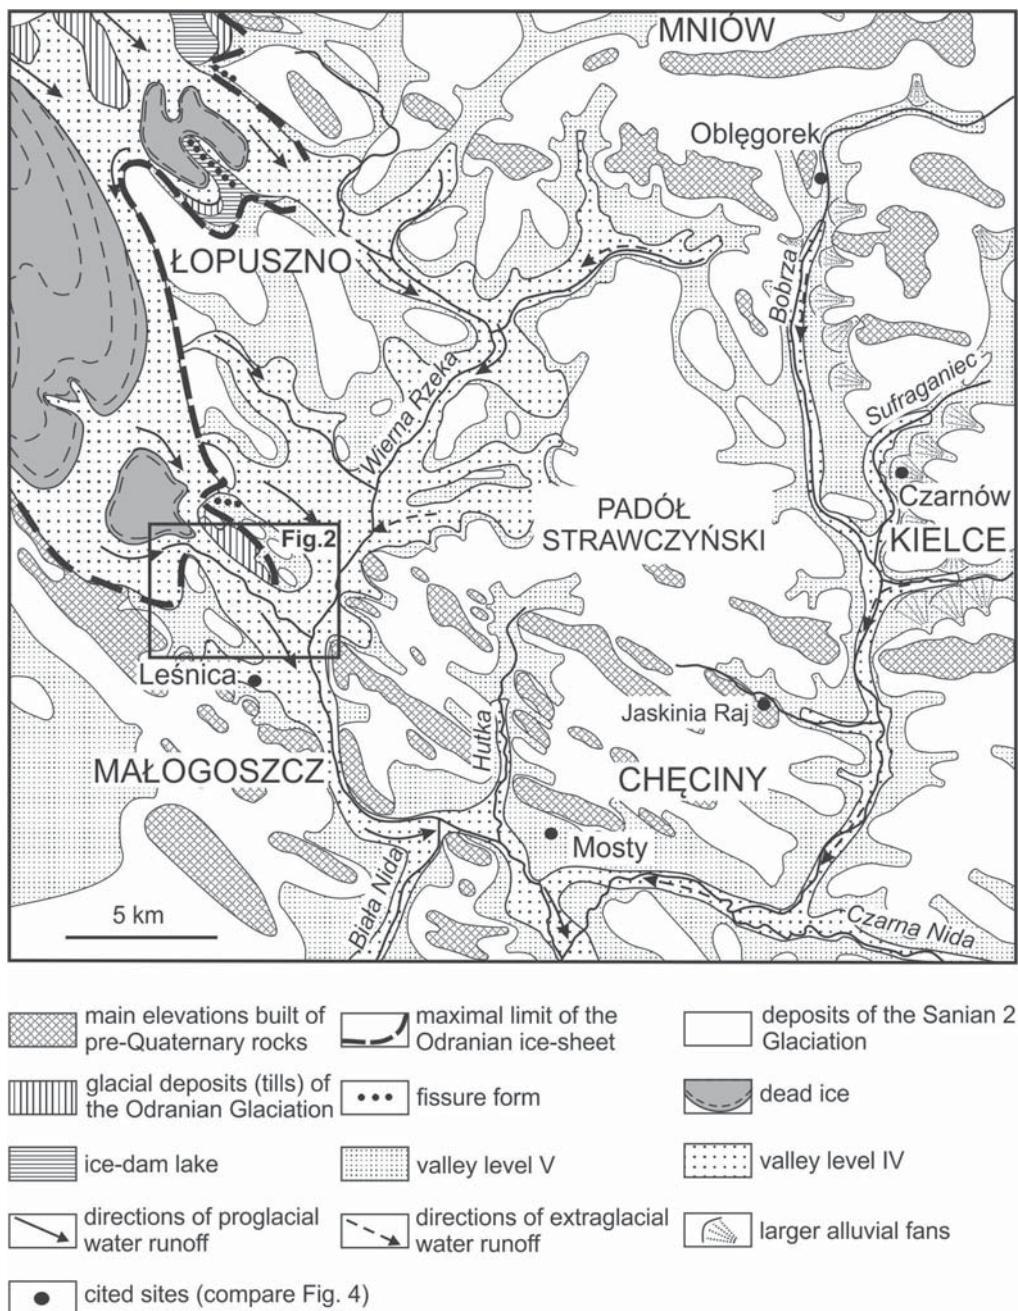 MNIÓW
Oblęgorek
ŁOPUSZNO
Bobrza
Wierna Rzeka
Sufraganiec
Czarnów
PADÓŁ
STRAWCZYŃSKI
KIELCE
Fig.2
Leśnica
Jaskinia Raj
Hutka
MAŁOGOSZCZ
CHĘCINY
Mosty
5 km
Biała Nida
Czarna Nida
main elevations built of
pre-Quaternary rocks
maximal limit of the
Odranian ice-sheet
deposits of the Sanian 2
Glaciation
glacial deposits (tills) of
the Odranian Glaciation
fissure form
dead ice
ice-dam lake
valley level V
valley level IV
directions of proglacial
water runoff
directions of extraglacial
water runoff
larger alluvial fans
cited sites (compare Fig. 4)